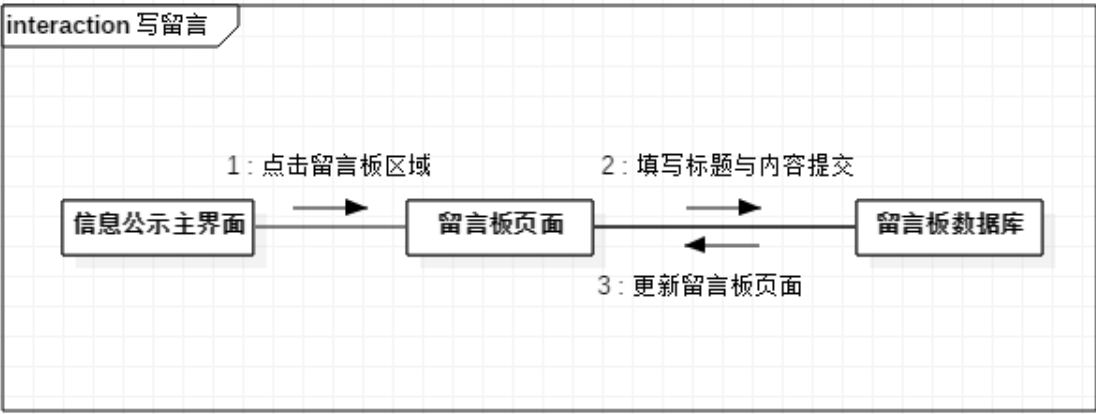 interaction 写留言
1 : 点击留言板区域
2 : 填写标题与内容提交
信息公示主界面
留言板页面
留言板数据库
3 : 更新留言板页面